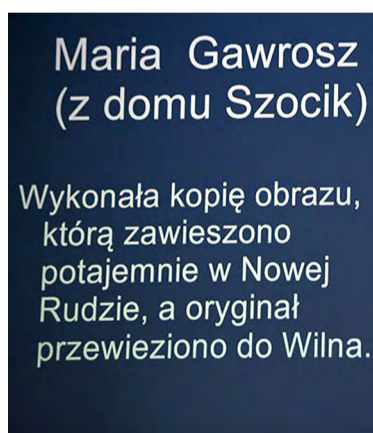 Maria Gawrosz
(z domu Szocik)
Wykonała kopię obrazu,
którą zawieszono
potajemnie w Nowej
Rudzie, a oryginał
przewieziono do Wilna.